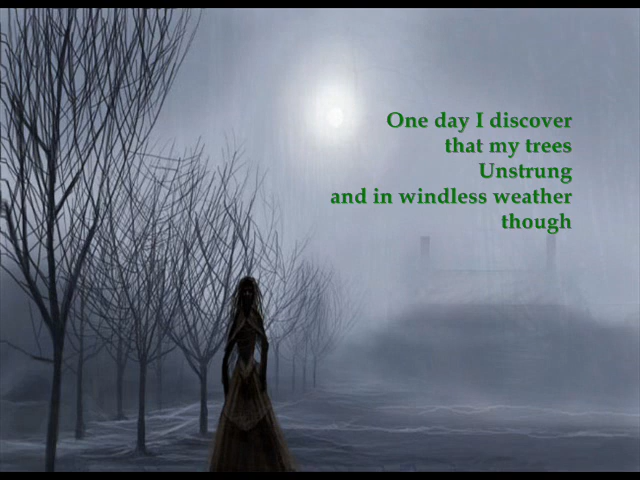 One day I discover
that my trees
Unstrung
and in windless weather
though